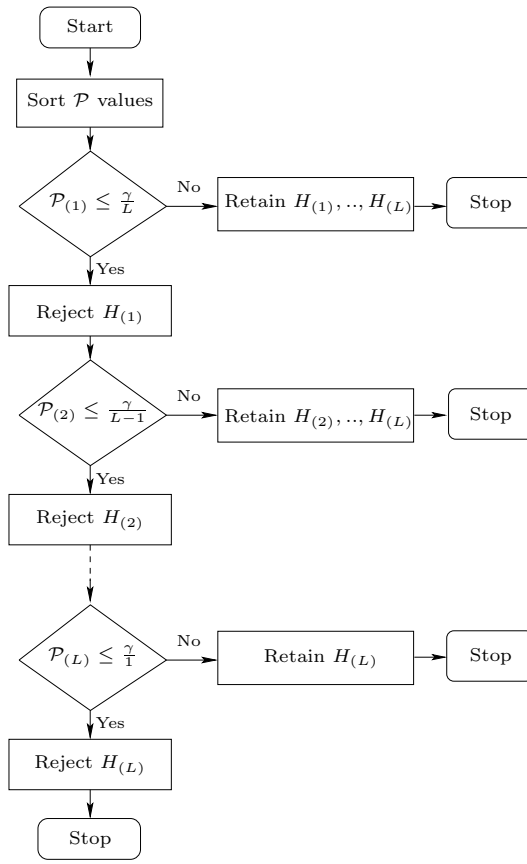 Start
Sort 𝒫 values
𝒫₍₁₎ ≤ γ/L
No
Retain H₍₁₎, .., H₍L₎
Stop
Yes
Reject H₍₁₎
𝒫₍₂₎ ≤ γ/(L−1)
No
Retain H₍₂₎, .., H₍L₎
Stop
Yes
Reject H₍₂₎
𝒫₍L₎ ≤ γ/1
No
Retain H₍L₎
Stop
Yes
Reject H₍L₎
Stop